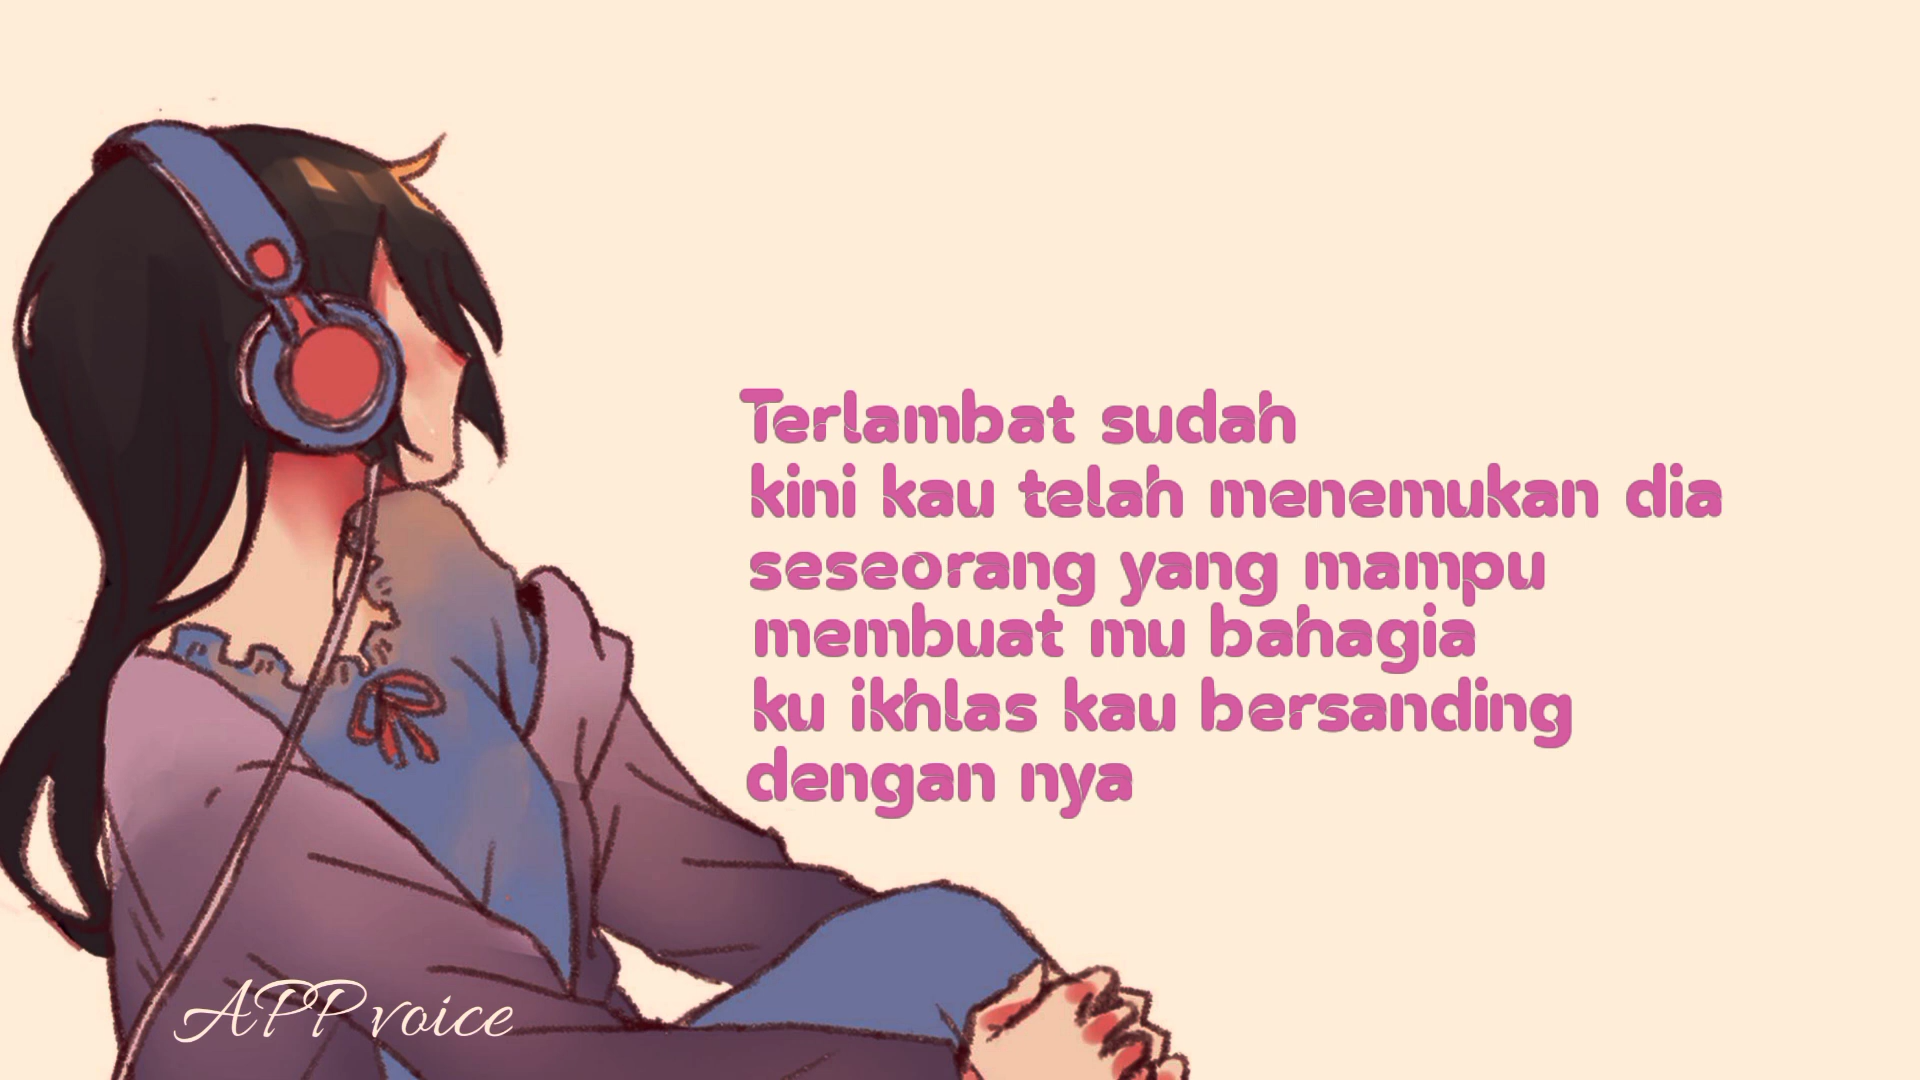 Terlambat sudah
kini kau telah menemukan dia
seseorang yang mampu
membuat mu bahagia
ku ikhlas kau bersanding
dengan nya
APP voice